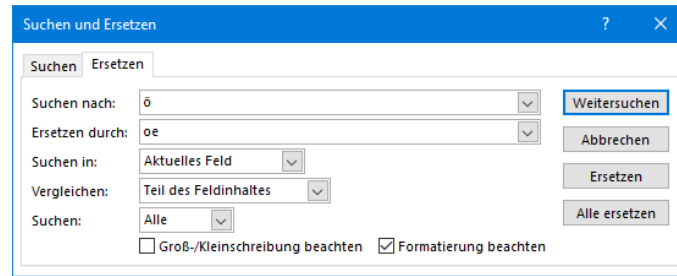 Suchen und Ersetzen ?
Suchen Ersetzen
Suchen nach: ö Weitersuchen
Ersetzen durch: oe Abbrechen
Suchen in: Aktuelles Feld
Vergleichen: Teil des Feldinhaltes Ersetzen
Suchen: Alle Alle ersetzen
Groß-/Kleinschreibung beachten Formatierung beachten